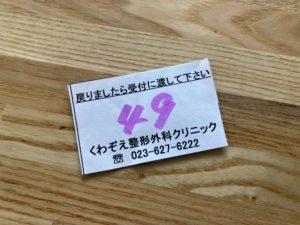 戻りましたら受付に渡して下さい
49
くわぞえ整形外科クリニック
☏ 023-627-6222